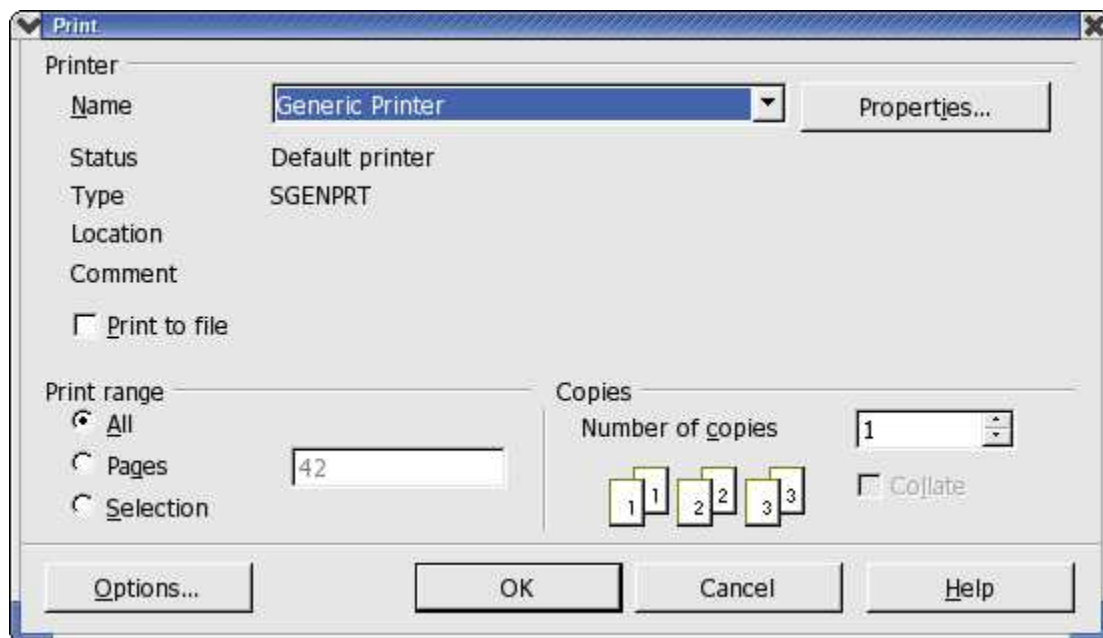 Print
Printer
Name Generic Printer Properties...
Status Default printer
Type SGENPRT
Location
Comment
Print to file
Print range Copies
All Number of copies 1
Pages 42
1 1 2 2 3 3 Collate
Selection
Options... OK Cancel Help